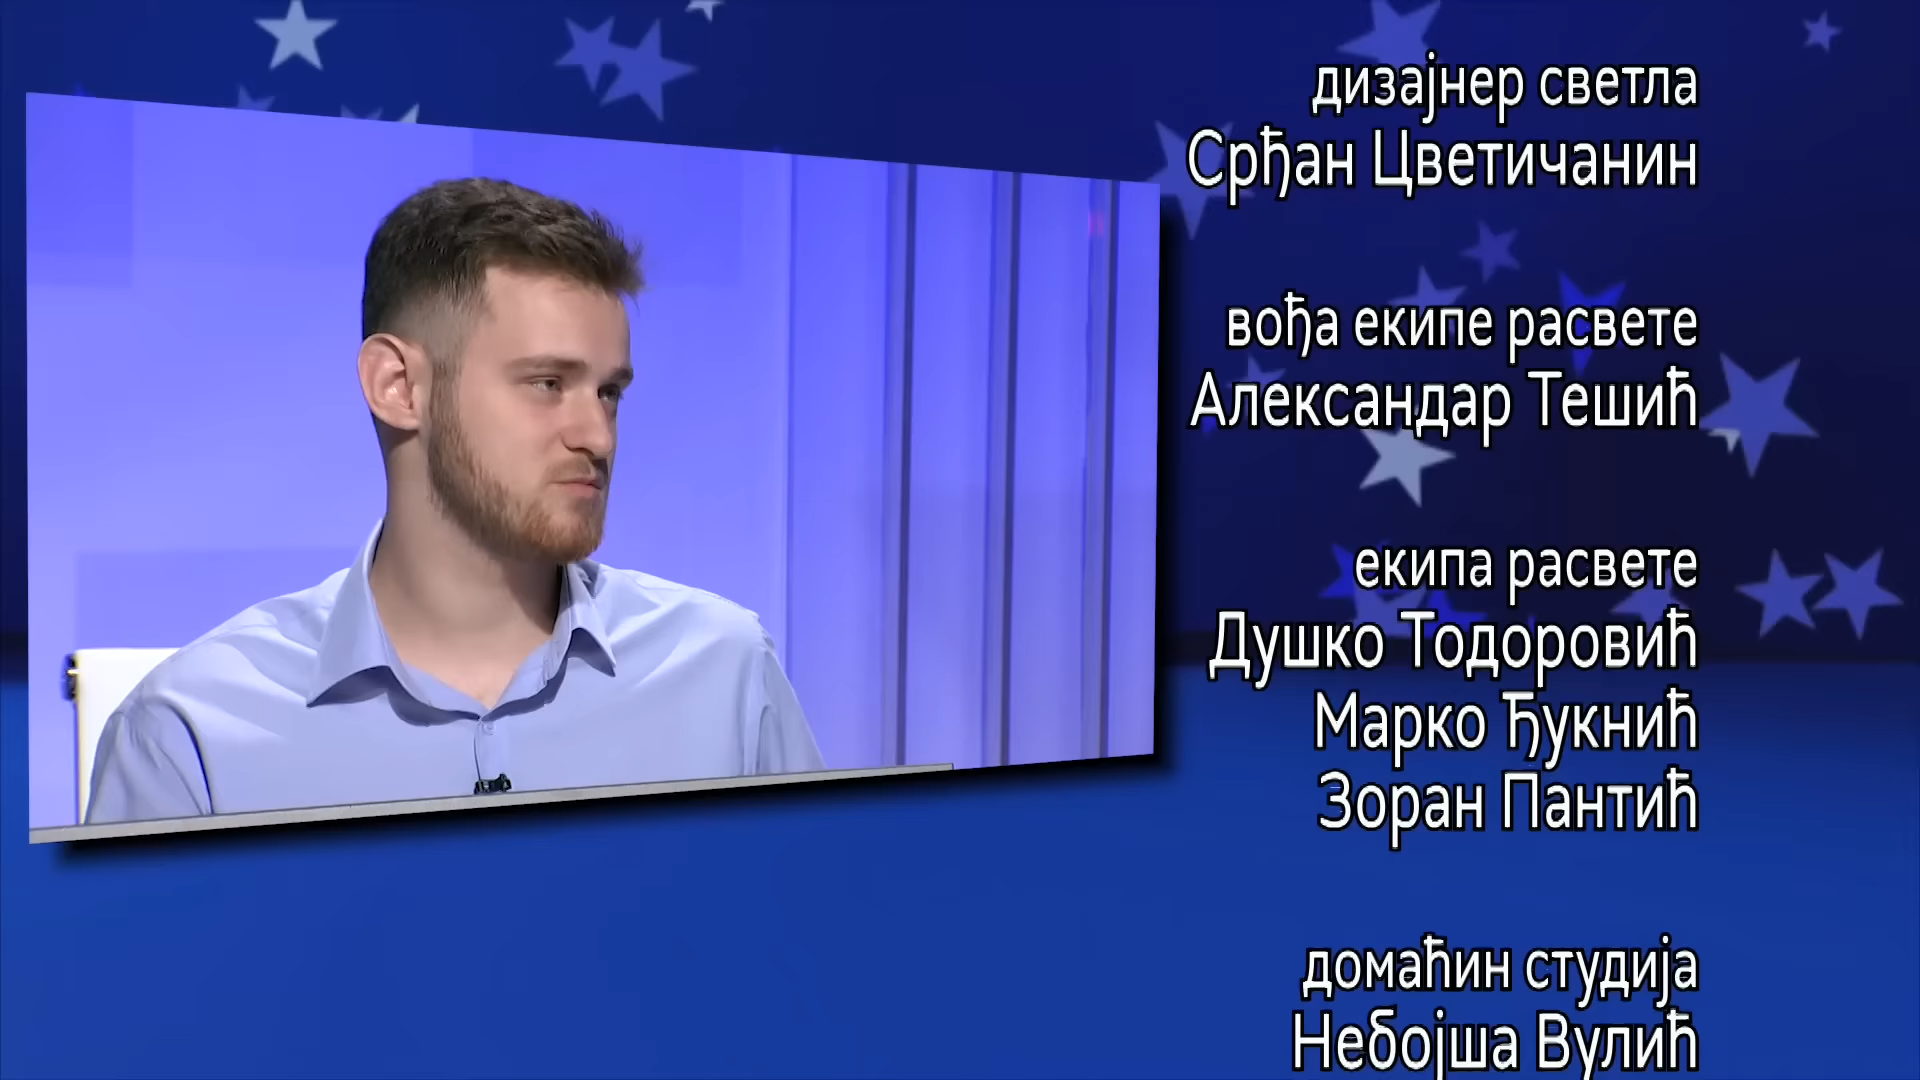 дизајнер светла
Срђан Цветичанин
вођа екипе расвете
Александар Тешић
екипа расвете
Душко Тодоровић
Марко Ђукнић
Зоран Пантић
домаћин студија
Небојша Вулић